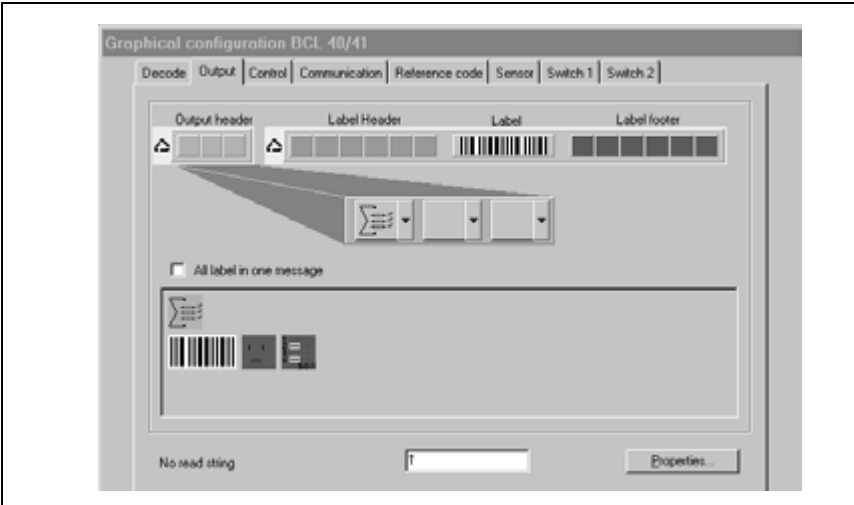 Graphical configuration BCL 40/41
Decode Output Control Communication Reference code Sensor Switch 1 Switch 2
Output header Label Header Label Label footer
All label in one message
No read string
Properties...